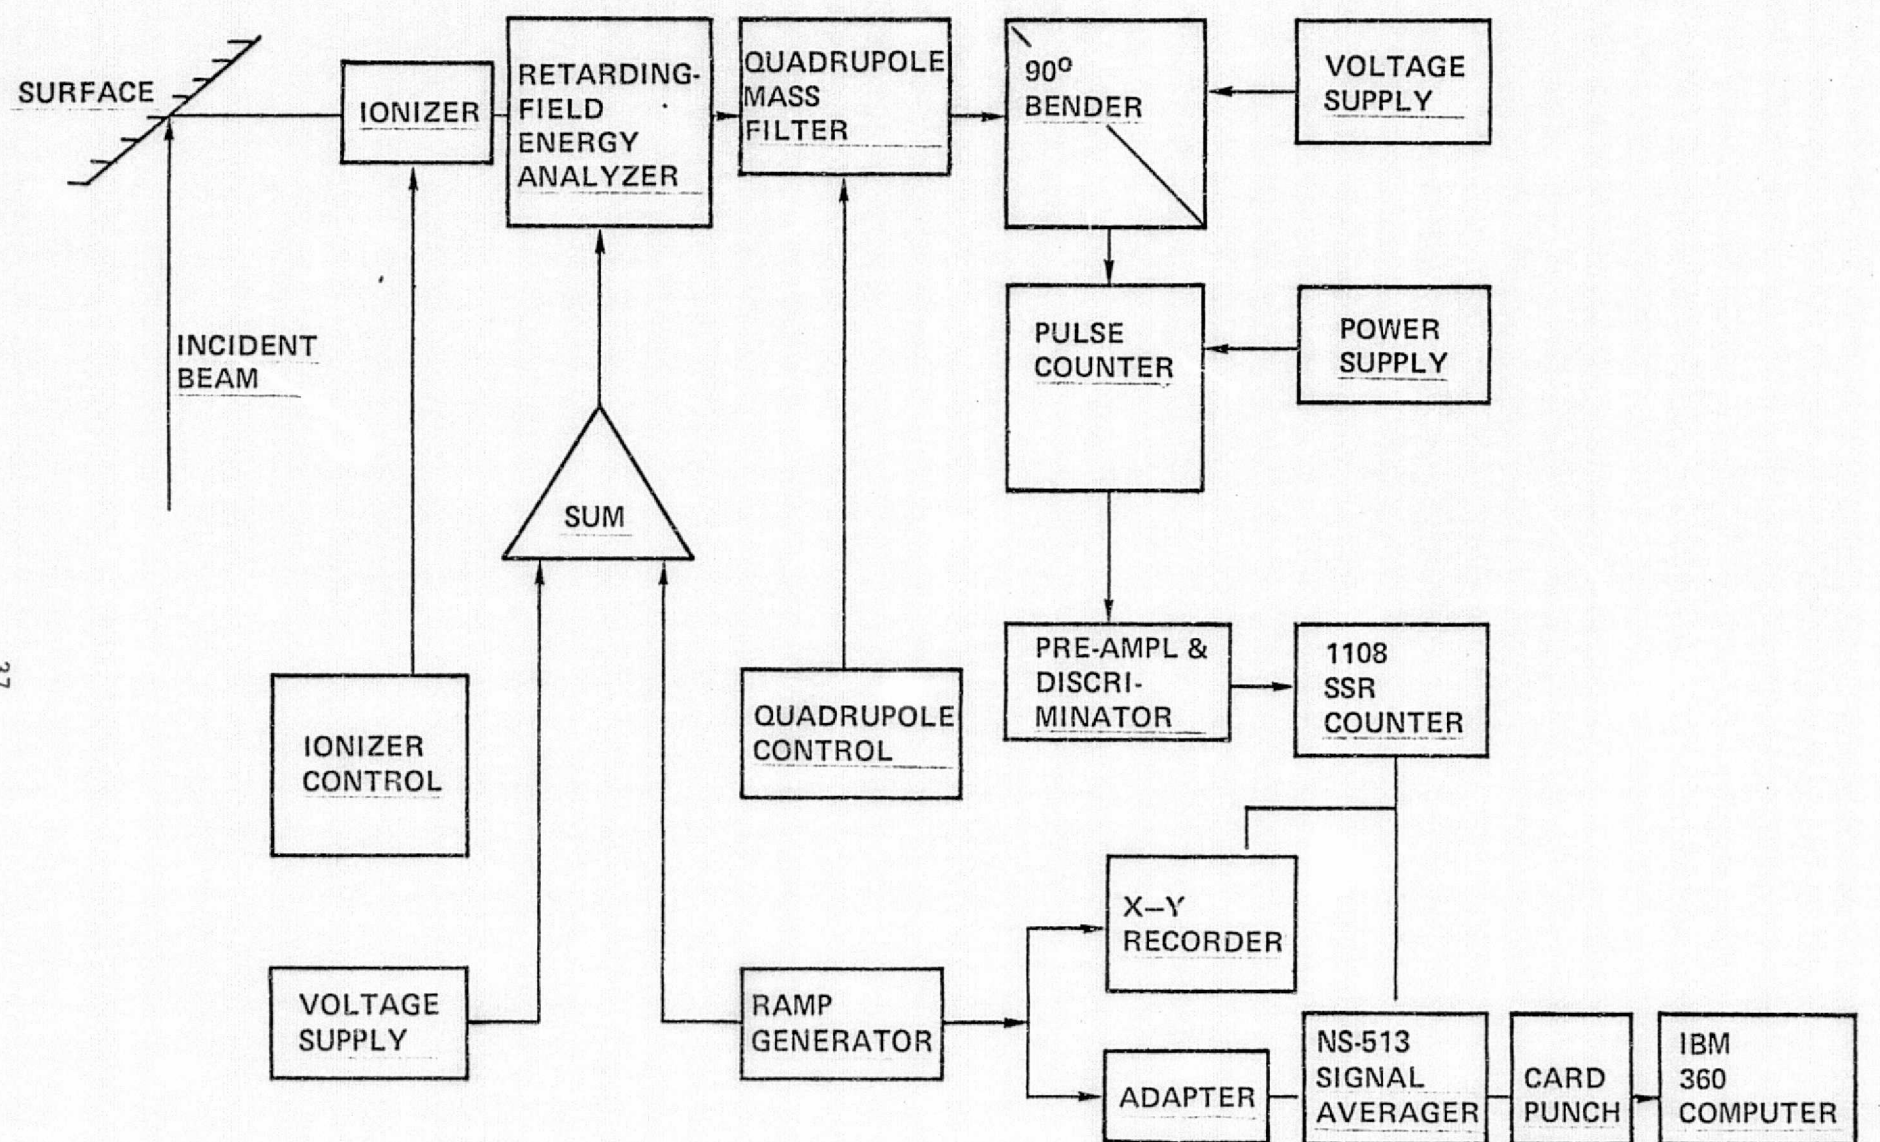 SURFACE
INCIDENT
BEAM
IONIZER
RETARDING-
FIELD
ENERGY
ANALYZER
QUADRUPOLE
MASS
FILTER
90º
BENDER
VOLTAGE
SUPPLY
PULSE
COUNTER
POWER
SUPPLY
SUM
IONIZER
CONTROL
QUADRUPOLE
CONTROL
PRE-AMPL &
DISCRI-
MINATOR
1108
SSR
COUNTER
VOLTAGE
SUPPLY
RAMP
GENERATOR
X–Y
RECORDER
ADAPTER
NS-513
SIGNAL
AVERAGER
CARD
PUNCH
IBM
360
COMPUTER
37